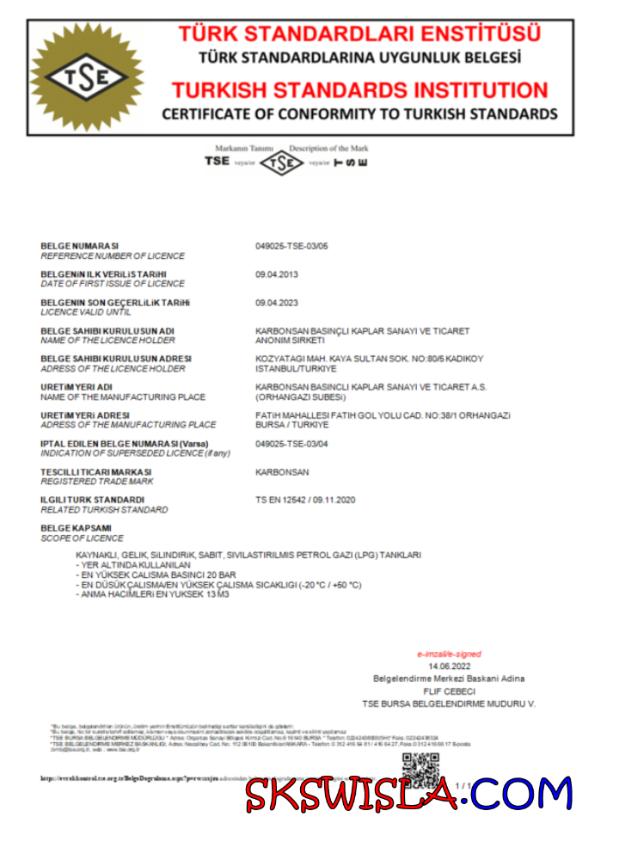 TSE
TÜRK STANDARDLARI ENSTİTÜSÜ
TÜRK STANDARDLARINA UYGUNLUK BELGESİ
TURKISH STANDARDS INSTITUTION
CERTIFICATE OF CONFORMITY TO TURKISH STANDARDS
Markanın Tanımı Description of the Mark
TSE veya/or TSE veya/or TSE
BELGE NUMARASI 049025-TSE-03/05
REFERENCE NUMBER OF LICENCE
BELGENİN ILK VERİLİS TARİHI 09.04.2013
DATE OF FIRST ISSUE OF LICENCE
BELGENIN SON GEÇERLİLİK TARİHi 09.04.2023
LICENCE VALID UNTIL
BELGE SAHIBI KURULUSUN ADI KARBONSAN BASINÇLI KAPLAR SANAYI VE TICARET
NAME OF THE LICENCE HOLDER ANONIM SIRKETI
BELGE SAHIBI KURULUSUN ADRESI KOZYATAGI MAH. KAYA SULTAN SOK. NO:80/5 KADIKOY
ADRESS OF THE LICENCE HOLDER ISTANBUL/TURKIYE
URETiM YERI ADI KARBONSAN BASINCLI KAPLAR SANAYI VE TICARET A.S.
NAME OF THE MANUFACTURING PLACE (ORHANGAZI SUBESi)
URETiM YERi ADRESI FATiH MAHALLESI FATIH GOL YOLU CAD. NO:38/1 ORHANGAZi
ADRESS OF THE MANUFACTURING PLACE BURSA / TURKIYE
IPTAL EDILEN BELGE NUMARASI (Varsa) 049025-TSE-03/04
INDICATION OF SUPERSEDED LICENCE (if any)
TESCILLI TICARI MARKASI KARBONSAN
REGISTERED TRADE MARK
ILGILI TURK STANDARDI TS EN 12542 / 09.11.2020
RELATED TURKISH STANDARD
BELGE KAPSAMI
SCOPE OF LICENCE
KAYNAKLI, GELIK, SiLINDIRiK, SABIT, SIVILASTIRILMIS PETROL GAZI (LPG) TANKLARI
- YER ALTINDA KULLANILAN
- EN YÜKSEK CALISMA BASINCI 20 BAR
- EN DÜSÜK ÇALISMA/EN YÜKSEK ÇALISMA SICAKLIGI (-20 °C / +50 °C)
- ANMA HACIMLERi EN YUKSEK 13 M3
e-imzalı/e-signed
14.06.2022
Belgelendirme Merkezi Baskani Adina
FLIF CEBECI
TSE BURSA BELGELENDIRME MUDURU V.
1 / 1
SKSWISLA.COM